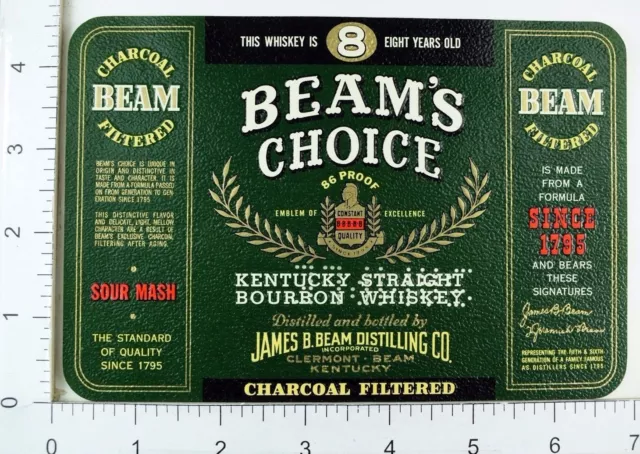 CHARCOAL
BEAM
FILTERED
BEAM'S CHOICE IS UNIQUE IN
ORIGIN AND DISTINCTIVE IN
TASTE AND CHARACTER. IT IS
MADE FROM A FORMULA PASSED
ON FROM GENERATION TO GEN-
ERATION SINCE 1795
THIS DISTINCTIVE FLAVOR
AND DELICATE, LIGHT, MELLOW
CHARACTER ARE A RESULT OF
BEAM'S EXCLUSIVE CHARCOAL
FILTERING AFTER AGING.
SOUR MASH
THE STANDARD
OF QUALITY
SINCE 1795
THIS WHISKEY IS 8 EIGHT YEARS OLD
BEAM'S
CHOICE
86 PROOF
EMBLEM OF EXCELLENCE
CONSTANT
QUALITY
SINCE 1795
KENTUCKY STRAIGHT
BOURBON WHISKEY
Distilled and bottled by
JAMES B. BEAM DISTILLING CO.
INCORPORATED
CLERMONT - BEAM
KENTUCKY
CHARCOAL FILTERED
CHARCOAL
BEAM
FILTERED
IS MADE
FROM A
FORMULA
SINCE
1795
AND BEARS
THESE
SIGNATURES
James B. Beam
T. Jeremiah Beam
REPRESENTING THE FIFTH & SIXTH
GENERATION OF A FAMILY FAMOUS
AS DISTILLERS SINCE 1795
4
3
2
1
0
0 1 2 3 4 5 6 7